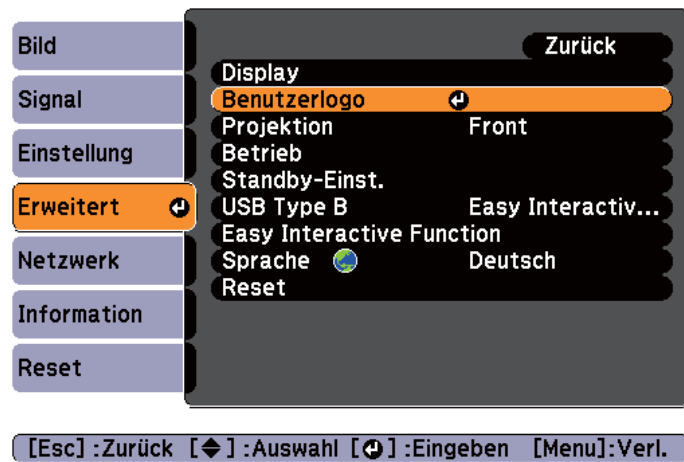 Bild
Signal
Einstellung
Erweitert
Netzwerk
Information
Reset
Zurück
Display
Benutzerlogo
Projektion Front
Betrieb
Standby-Einst.
USB Type B Easy Interactiv...
Easy Interactive Function
Sprache Deutsch
Reset
[Esc] :Zurück [ ] :Auswahl [ ] :Eingeben [Menu]:Verl.